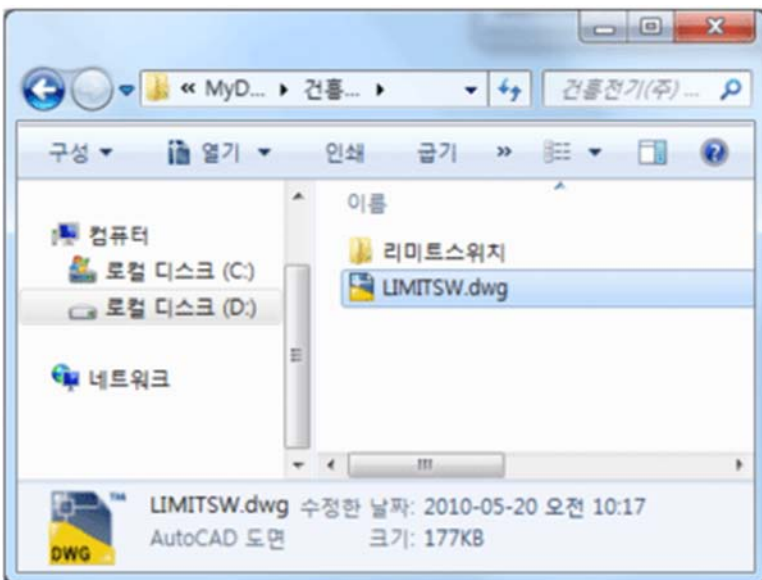 « MyD... 건흥... 건흥전기(주) ...
구성 열기 인쇄 굽기 »
이름
컴퓨터
로컬 디스크 (C:)
로컬 디스크 (D:)
네트워크
리미트스위치
LIMITSW.dwg
LIMITSW.dwg 수정한 날짜: 2010-05-20 오전 10:17
AutoCAD 도면 크기: 177KB
DWG